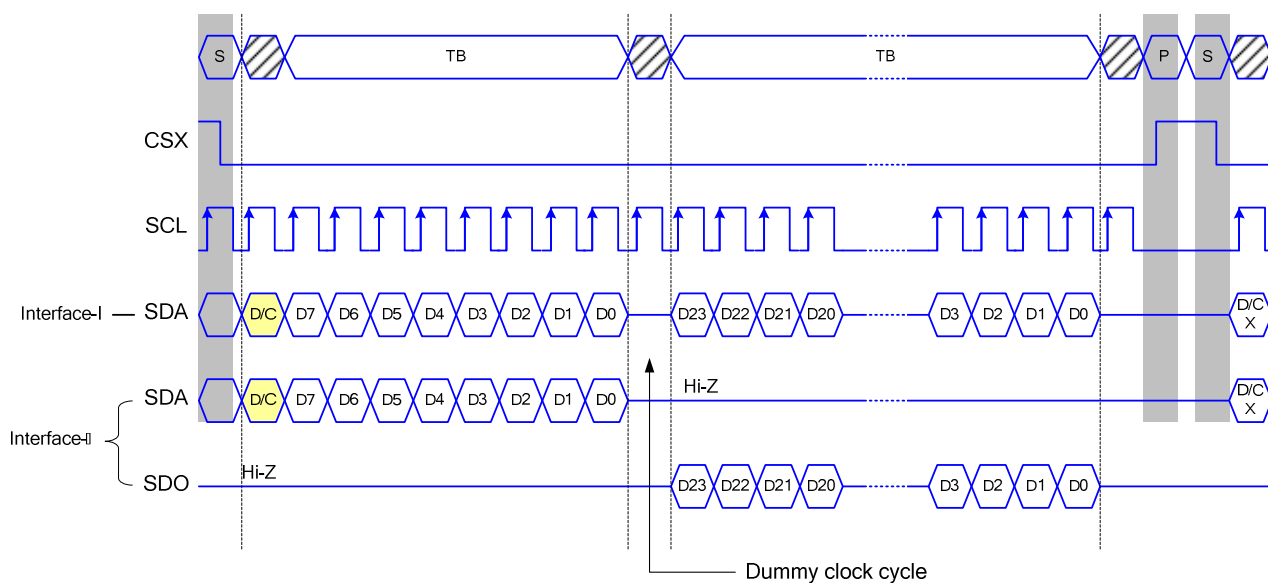 S TB TB P S
CSX
SCL
Interface-I SDA D/C D7 D6 D5 D4 D3 D2 D1 D0 D23 D22 D21 D20 D3 D2 D1 D0 D/C X
SDA D/C D7 D6 D5 D4 D3 D2 D1 D0 Hi-Z D/C X
Interface-▯
SDO Hi-Z D23 D22 D21 D20 D3 D2 D1 D0
Dummy clock cycle